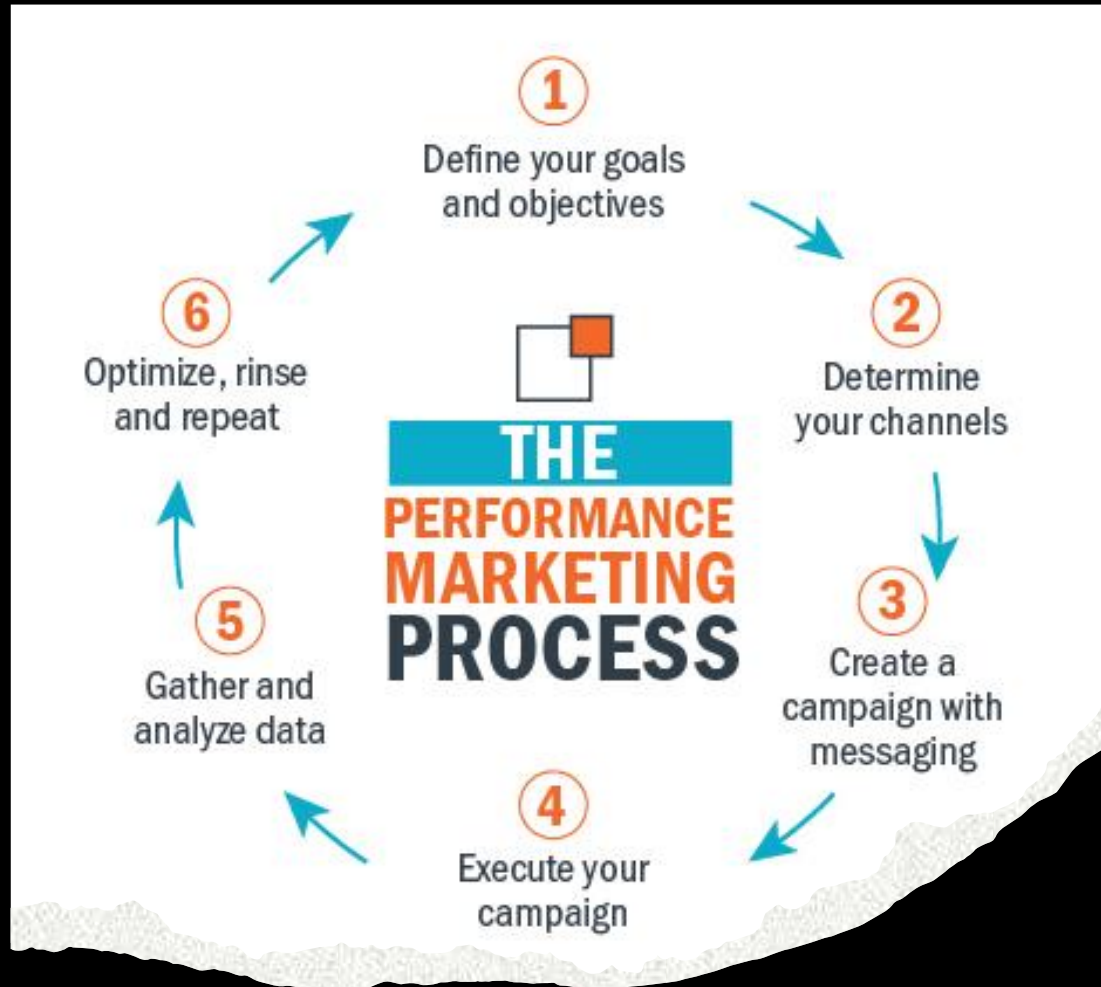 1
Define your goals
and objectives
2
Determine
your channels
3
Create a
campaign with
messaging
4
Execute your
campaign
5
Gather and
analyze data
6
Optimize, rinse
and repeat
THE
PERFORMANCE
MARKETING
PROCESS